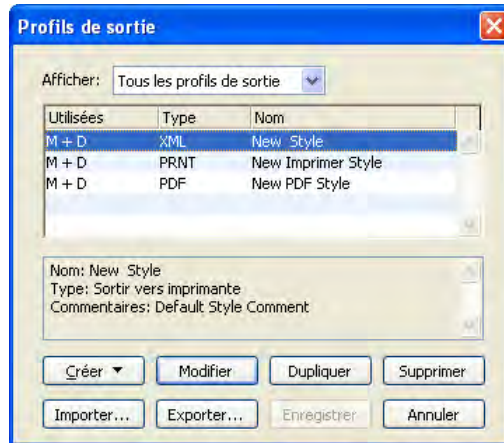 Profils de sortie
Afficher: Tous les profils de sortie
Utilisées Type Nom
M + D XML New Style
M + D PRNT New Imprimer Style
M + D PDF New PDF Style
Nom: New Style
Type: Sortir vers imprimante
Commentaires: Default Style Comment
Créer Modifier Dupliquer Supprimer
Importer... Exporter... Enregistrer Annuler